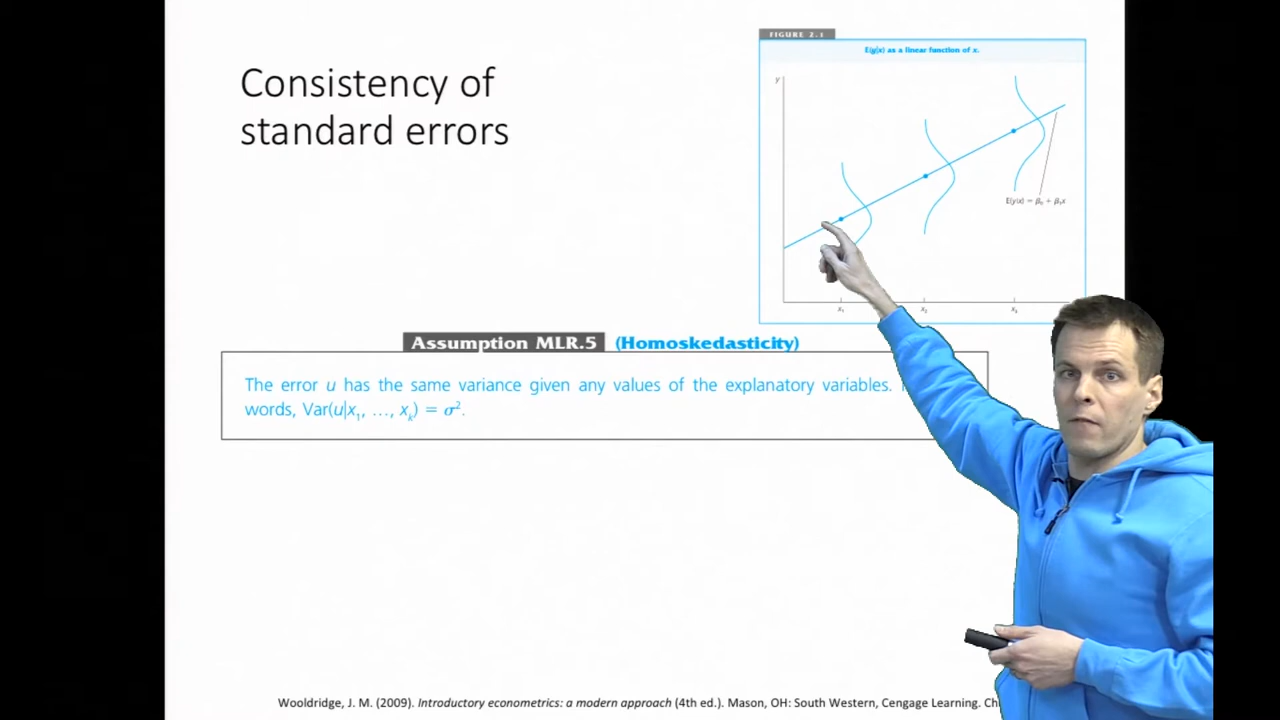 Consistency of
standard errors
FIGURE 2.1
E(y|x) as a linear function of x.
y
E(y|x) = β₀ + β₁x
x₁ x₂ x₃
Assumption MLR.5 (Homoskedasticity)
The error u has the same variance given any values of the explanatory variables.
words, Var(u|x₁, …, xₖ) = σ².
Wooldridge, J. M. (2009). Introductory econometrics: a modern approach (4th ed.). Mason, OH: South Western, Cengage Learning.